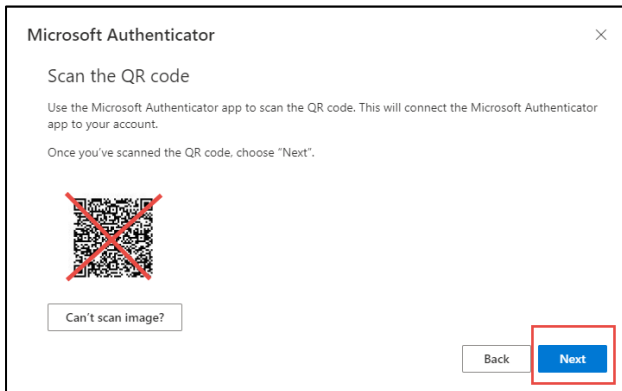 Microsoft Authenticator
Scan the QR code
Use the Microsoft Authenticator app to scan the QR code. This will connect the Microsoft Authenticator
app to your account.
Once you've scanned the QR code, choose "Next".
Can't scan image?
Back
Next